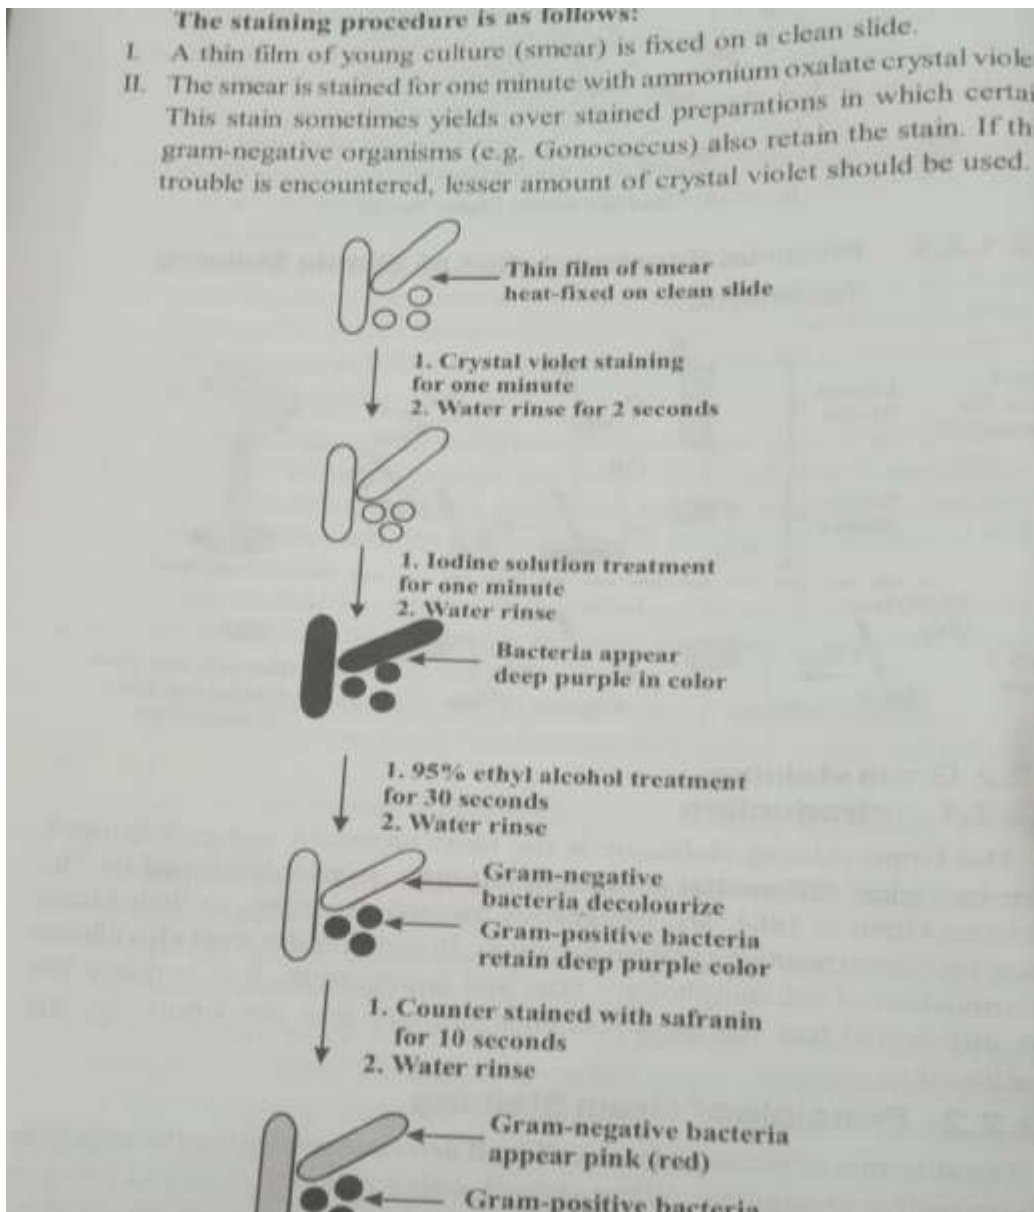 The staining procedure is as follows:
I. A thin film of young culture (smear) is fixed on a clean slide.
II. The smear is stained for one minute with ammonium oxalate crystal viole
This stain sometimes yields over stained preparations in which certai
gram-negative organisms (e.g. Gonococcus) also retain the stain. If th
trouble is encountered, lesser amount of crystal violet should be used.
Thin film of smear
heat-fixed on clean slide
1. Crystal violet staining
for one minute
2. Water rinse for 2 seconds
1. Iodine solution treatment
for one minute
2. Water rinse
Bacteria appear
deep purple in color
1. 95% ethyl alcohol treatment
for 30 seconds
2. Water rinse
Gram-negative
bacteria decolourize
Gram-positive bacteria
retain deep purple color
1. Counter stained with safranin
for 10 seconds
2. Water rinse
Gram-negative bacteria
appear pink (red)
Gram-positive bacteria